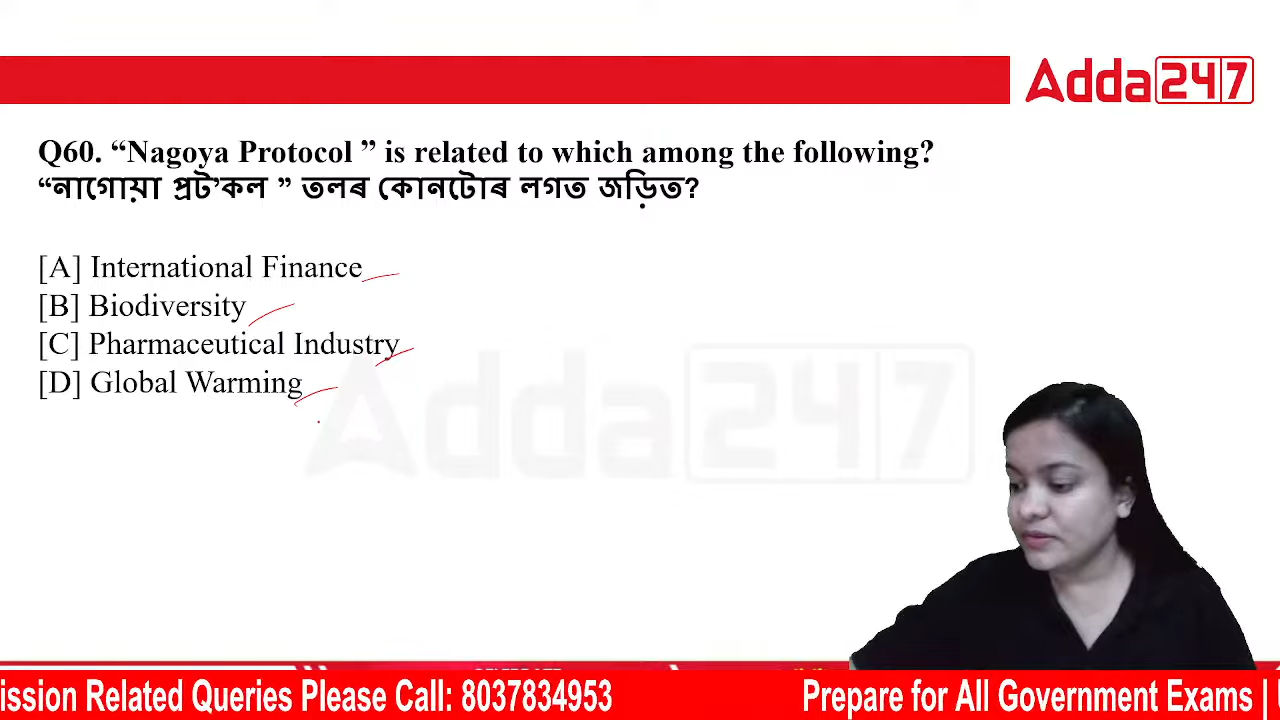 Adda247
Q60. “Nagoya Protocol ” is related to which among the following?
“নাগোয়া প্ৰট’কল ” তলৰ কোনটোৰ লগত জড়িত?
[A] International Finance
[B] Biodiversity
[C] Pharmaceutical Industry
[D] Global Warming
Adda247
ission Related Queries Please Call: 8037834953 Prepare for All Government Exams |